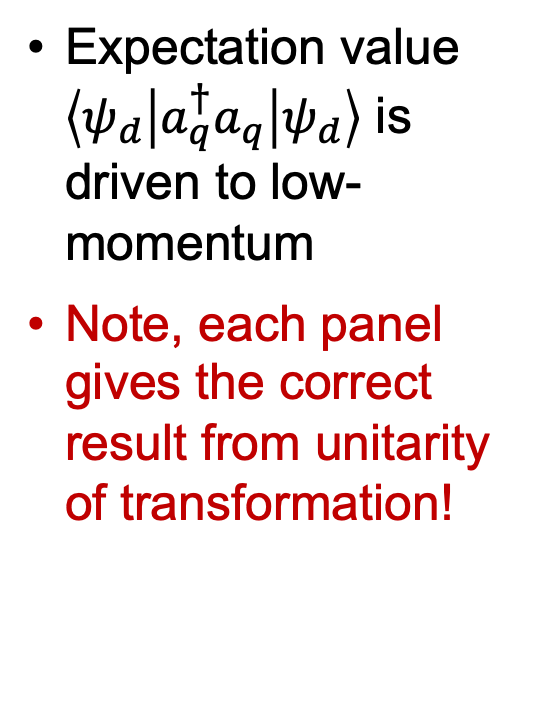 • Expectation value
⟨ψ_d|a_q^†a_q|ψ_d⟩ is
driven to low-
momentum
• Note, each panel
gives the correct
result from unitarity
of transformation!